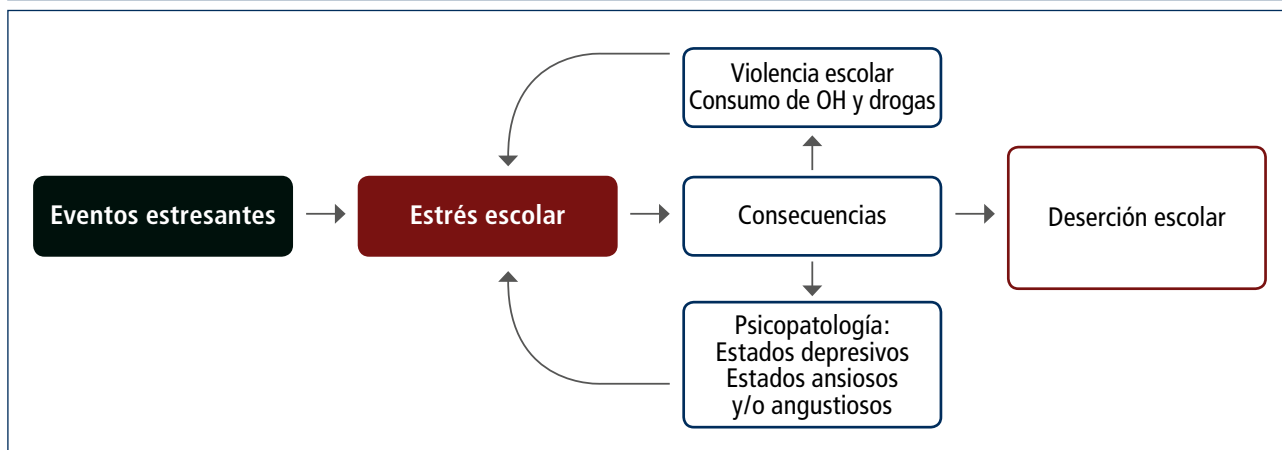 Violencia escolar
Consumo de OH y drogas
Eventos estresantes
Estrés escolar
Consecuencias
Deserción escolar
Psicopatología:
Estados depresivos
Estados ansiosos
y/o angustiosos